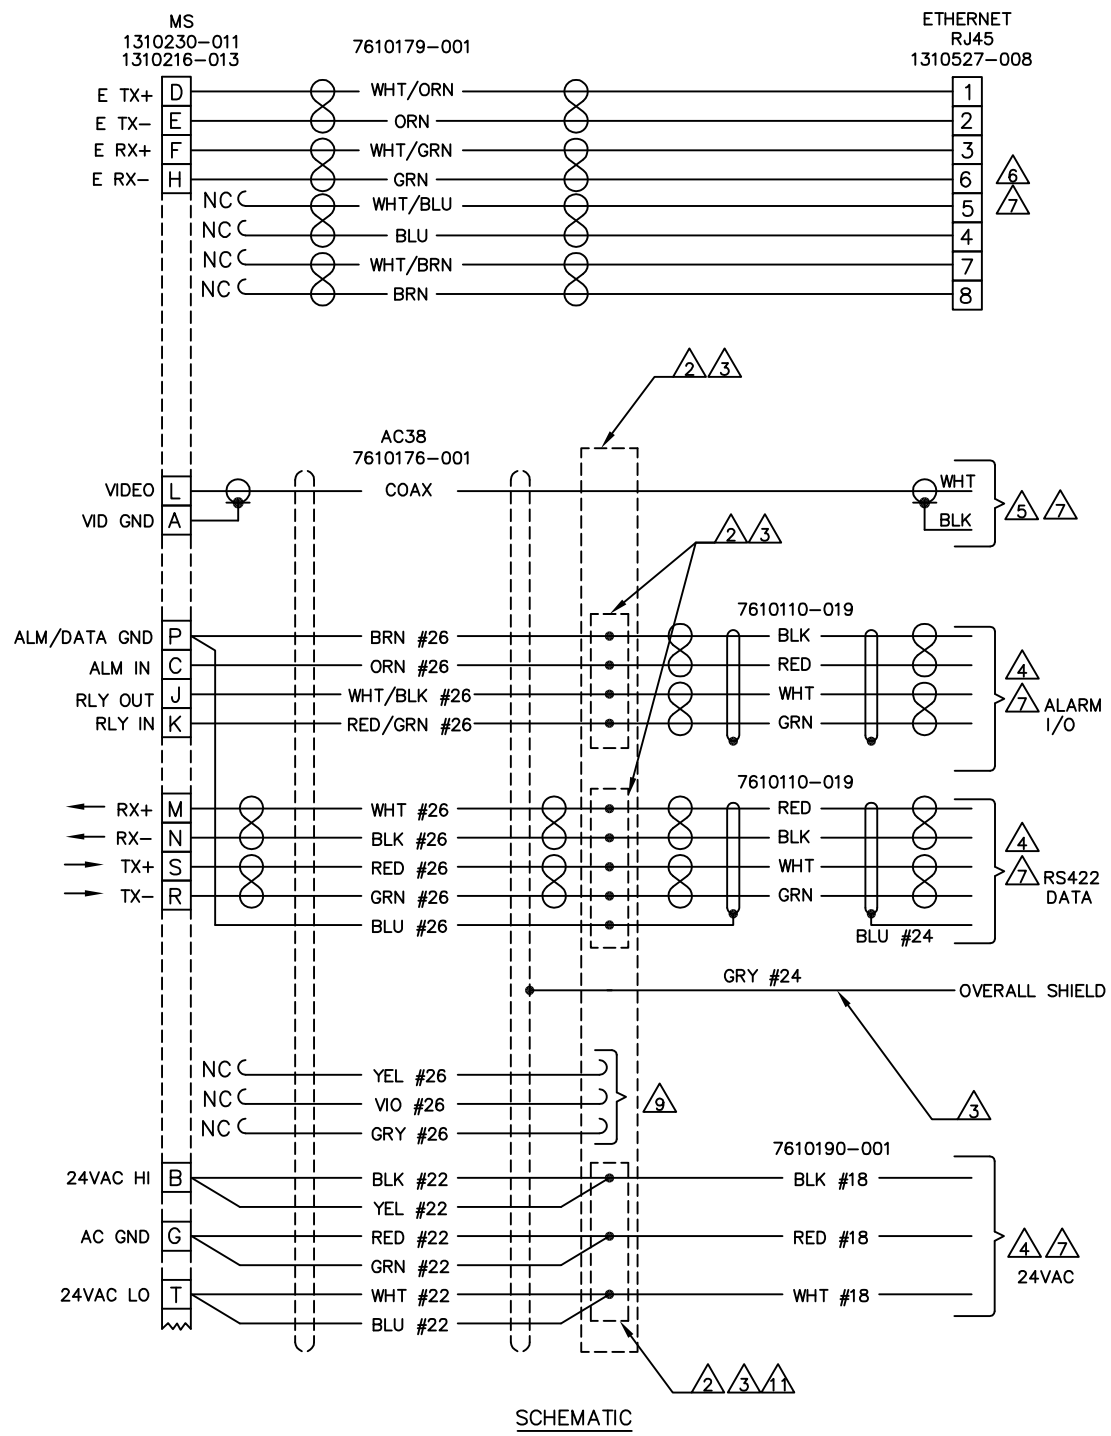 MS
1310230-011
1310216-013
7610179-001
ETHERNET
RJ45
1310527-008
E TX+ D WHT/ORN 1
E TX- E ORN 2
E RX+ F WHT/GRN 3
E RX- H GRN 6 6
NC WHT/BLU 5 7
NC BLU 4
NC WHT/BRN 7
NC BRN 8
2 3
AC38
7610176-001
VIDEO L COAX WHT
5 7
VID GND A BLK
2 3
7610110-019
ALM/DATA GND P BRN #26 BLK
ALM IN C ORN #26 RED 4
RLY OUT J WHT/BLK #26 WHT 7 ALARM
RLY IN K RED/GRN #26 GRN I/O
7610110-019
RX+ M WHT #26 RED
RX- N BLK #26 BLK 4
TX+ S RED #26 WHT 7 RS422
TX- R GRN #26 GRN DATA
BLU #26 BLU #24
GRY #24
OVERALL SHIELD
NC YEL #26
NC VIO #26 9
NC GRY #26 3
7610190-001
24VAC HI B BLK #22 BLK #18
YEL #22
AC GND G RED #22 RED #18 4 7
GRN #22 24VAC
24VAC LO T WHT #22 WHT #18
BLU #22
2 3 11
SCHEMATIC